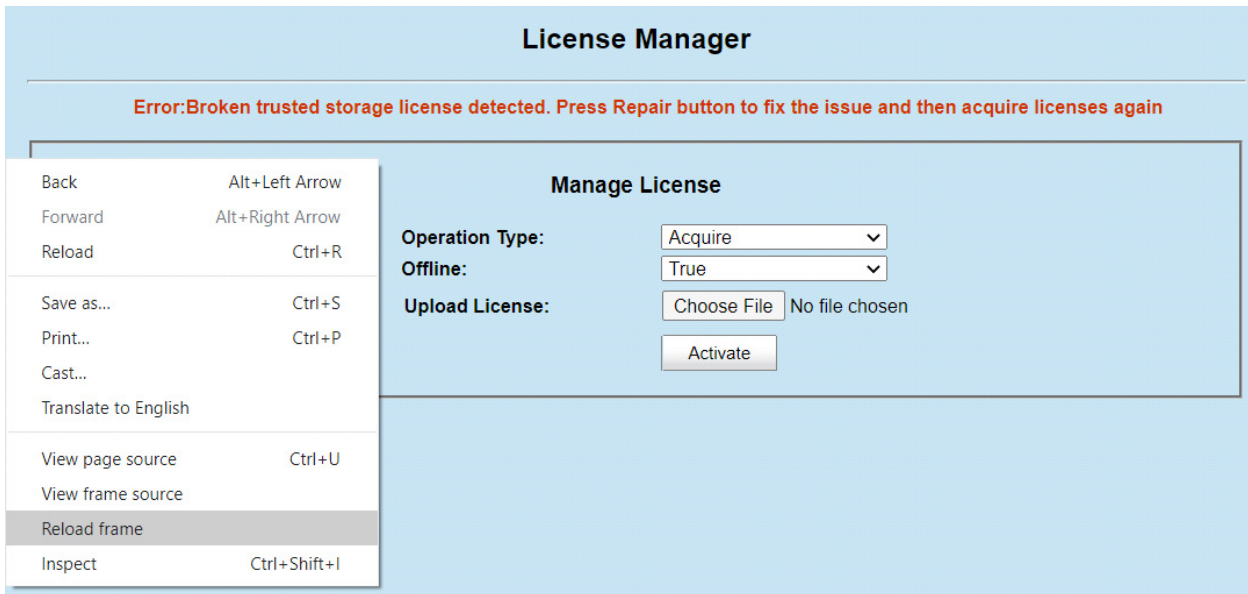 License Manager
Error:Broken trusted storage license detected. Press Repair button to fix the issue and then acquire licenses again
Back Alt+Left Arrow
Forward Alt+Right Arrow
Reload Ctrl+R
Save as... Ctrl+S
Print... Ctrl+P
Cast...
Translate to English
View page source Ctrl+U
View frame source
Reload frame
Inspect Ctrl+Shift+I
Manage License
Operation Type: Acquire
Offline: True
Upload License: Choose File No file chosen
Activate